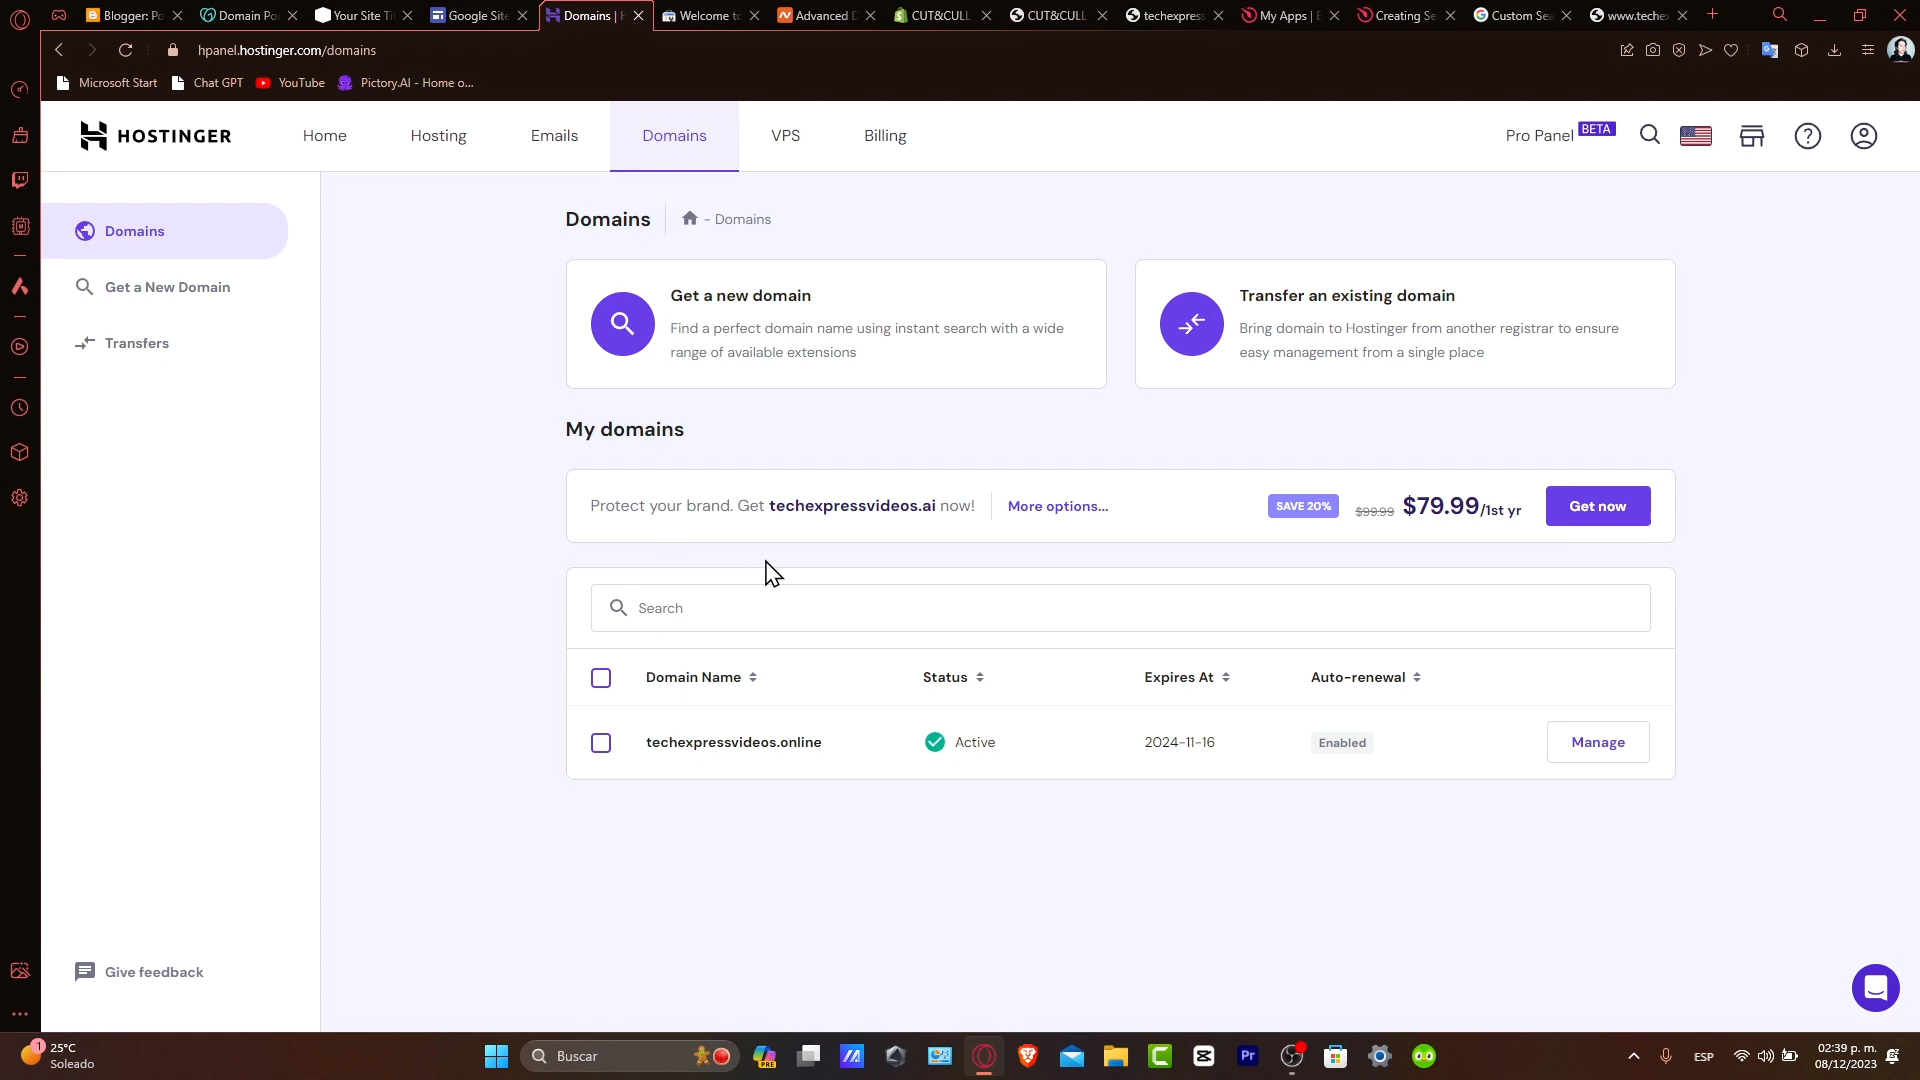 Blogger: Po
Domain Por
Your Site Ti
Google Site
Domains | H
Welcome to
Advanced D
CUT&CULL
CUT&CULL
techexpress
My Apps | E
Creating Se
Custom Sea
www.techex
hpanel.hostinger.com/domains
Microsoft Start
Chat GPT
YouTube
Pictory.AI - Home o...
HOSTINGER
Home
Hosting
Emails
Domains
VPS
Billing
Pro Panel BETA
Domains
Get a New Domain
Transfers
Give feedback
Domains
- Domains
Get a new domain
Find a perfect domain name using instant search with a wide
range of available extensions
Transfer an existing domain
Bring domain to Hostinger from another registrar to ensure
easy management from a single place
My domains
Protect your brand. Get techexpressvideos.ai now!
More options...
SAVE 20%
$99.99
$79.99/1st yr
Get now
Search
Domain Name
Status
Expires At
Auto-renewal
techexpressvideos.online
Active
2024-11-16
Enabled
Manage
1
25°C
Soleado
Buscar
PRE
Pr
ESP
02:39 p. m.
08/12/2023